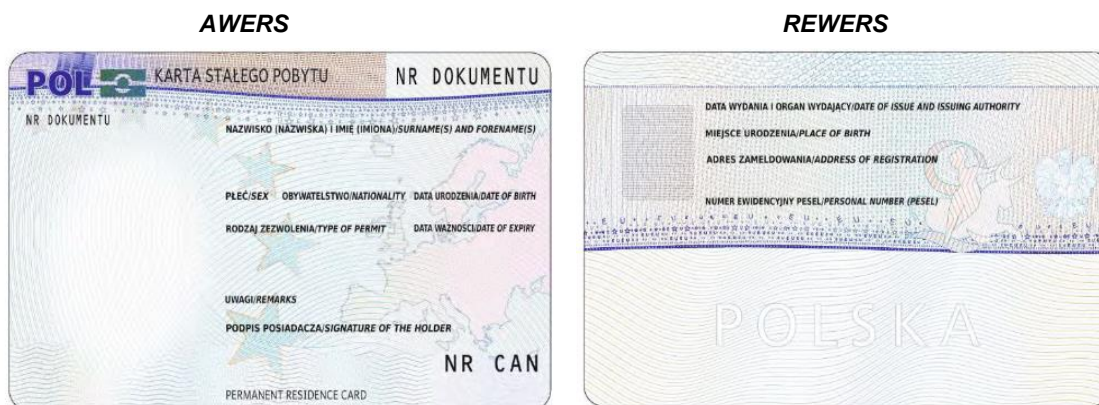 AWERS
REWERS
POL KARTA STAŁEGO POBYTU NR DOKUMENTU
NR DOKUMENTU
NAZWISKO (NAZWISKA) I IMIĘ (IMIONA)/SURNAME(S) AND FORENAME(S)
PŁEĆ/SEX OBYWATELSTWO/NATIONALITY DATA URODZENIA/DATE OF BIRTH
RODZAJ ZEZWOLENIA/TYPE OF PERMIT DATA WAŻNOŚCI/DATE OF EXPIRY
UWAGI/REMARKS
PODPIS POSIADACZA/SIGNATURE OF THE HOLDER
NR CAN
PERMANENT RESIDENCE CARD
DATA WYDANIA I ORGAN WYDAJĄCY/DATE OF ISSUE AND ISSUING AUTHORITY
MIEJSCE URODZENIA/PLACE OF BIRTH
ADRES ZAMELDOWANIA/ADDRESS OF REGISTRATION
NUMER EWIDENCYJNY PESEL/PERSONAL NUMBER (PESEL)
POLSKA